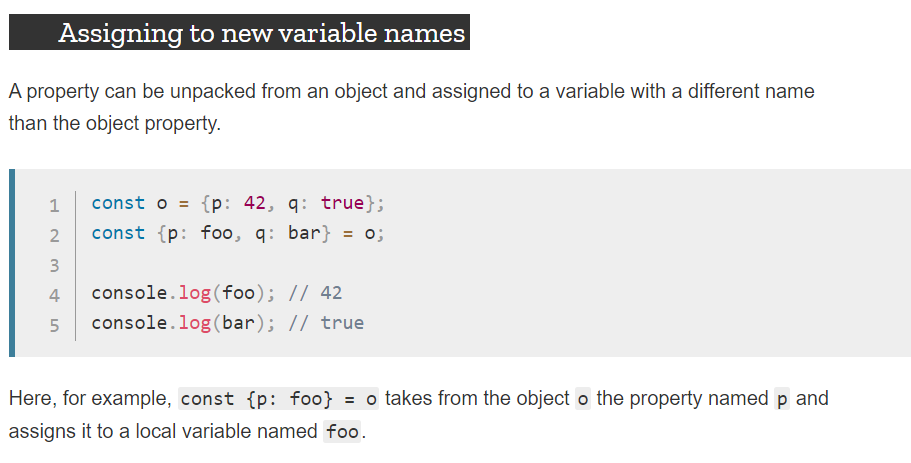 Assigning to new variable names
A property can be unpacked from an object and assigned to a variable with a different name
than the object property.
1 const o = {p: 42, q: true};
2 const {p: foo, q: bar} = o;
3
4 console.log(foo); // 42
5 console.log(bar); // true
Here, for example, const {p: foo} = o takes from the object o the property named p and
assigns it to a local variable named foo.